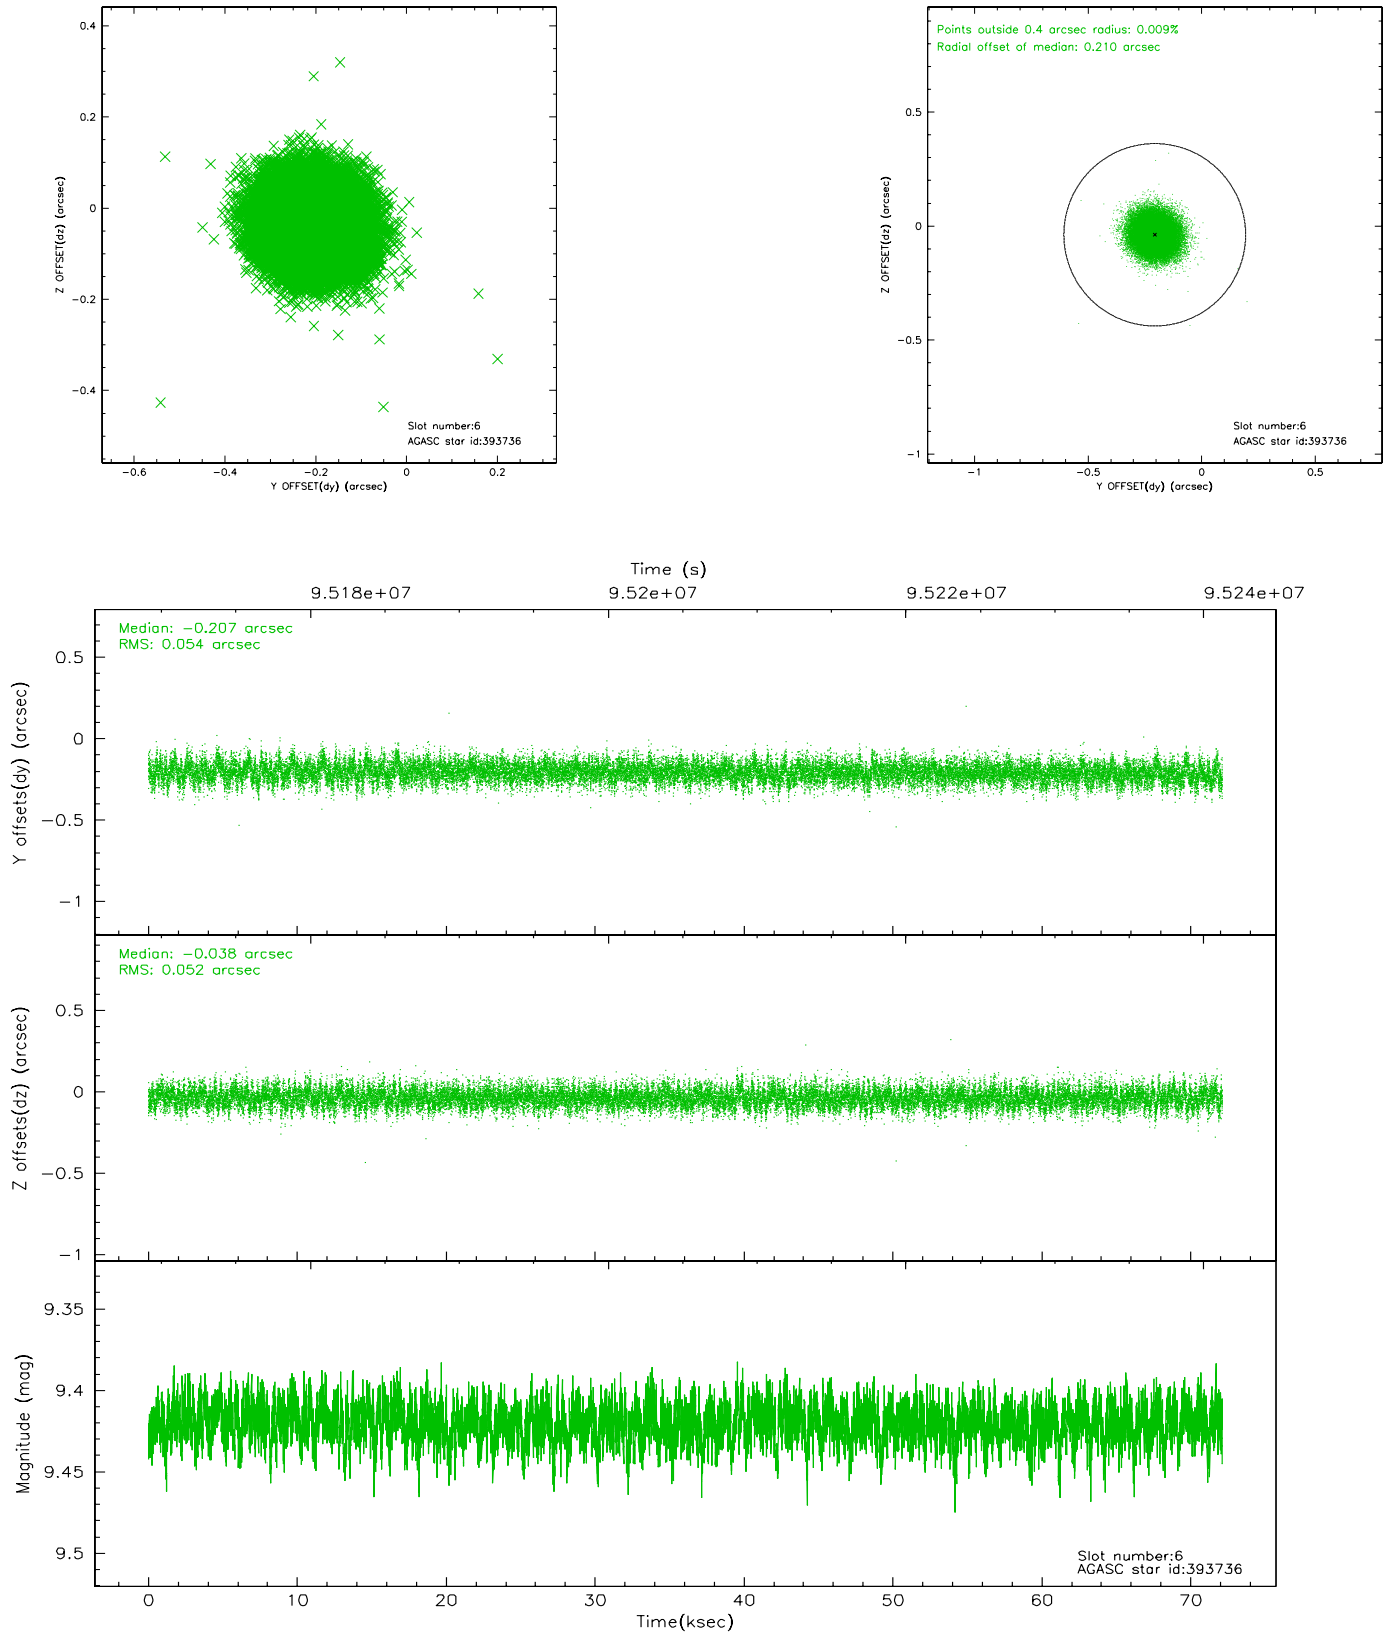 0.4
0.2
0
−0.2
−0.4
Z OFFSET(dz) (arcsec)
Slot number:6
AGASC star id:393736
−0.6 −0.4 −0.2 0 0.2
Y OFFSET(dy) (arcsec)
Points outside 0.4 arcsec radius: 0.009%
Radial offset of median: 0.210 arcsec
0.5
0
−0.5
−1
Z OFFSET(dz) (arcsec)
Slot number:6
AGASC star id:393736
−1 −0.5 0 0.5
Y OFFSET(dy) (arcsec)
Time (s)
9.518e+07 9.52e+07 9.522e+07 9.524e+07
Median: −0.207 arcsec
RMS: 0.054 arcsec
0.5
0
−0.5
−1
Y offsets(dy) (arcsec)
Median: −0.038 arcsec
RMS: 0.052 arcsec
0.5
0
−0.5
−1
Z offsets(dz) (arcsec)
9.35
9.4
9.45
9.5
Magnitude (mag)
Slot number:6
AGASC star id:393736
0 10 20 30 40 50 60 70
Time(ksec)